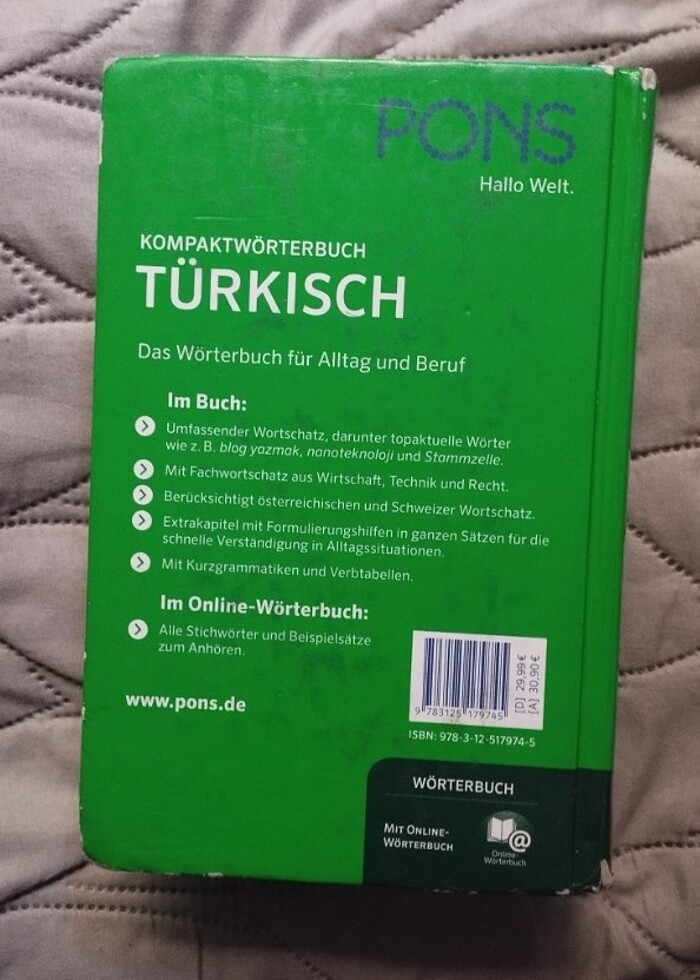 PONS
Hallo Welt.
KOMPAKTWÖRTERBUCH
TÜRKISCH
Das Wörterbuch für Alltag und Beruf
Im Buch:
Umfassender Wortschatz, darunter topaktuelle Wörter
wie z. B. blog yazmak, nanoteknoloji und Stammzelle.
Mit Fachwortschatz aus Wirtschaft, Technik und Recht.
Berücksichtigt österreichischen und Schweizer Wortschatz.
Extrakapitel mit Formulierungshilfen in ganzen Sätzen für die
schnelle Verständigung in Alltagssituationen.
Mit Kurzgrammatiken und Verbtabellen.
Im Online-Wörterbuch:
Alle Stichwörter und Beispielsätze
zum Anhören.
www.pons.de
[D] 29,99 €
[A] 30,90 €
9 783125 179745
ISBN: 978-3-12-517974-5
WÖRTERBUCH
MIT ONLINE-
WÖRTERBUCH
@
Online-
Wörterbuch